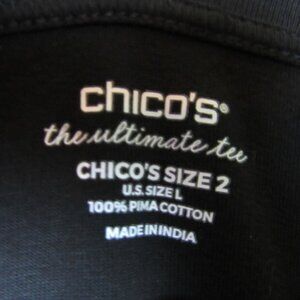 chico's®
the ultimate tee
CHICO'S SIZE 2
U.S. SIZE L
100% PIMA COTTON
MADE IN INDIA